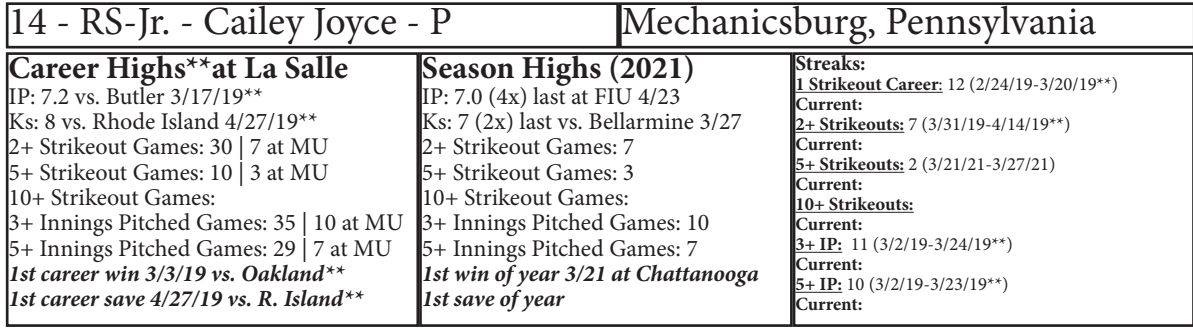 14 - RS-Jr. - Cailey Joyce - P
Mechanicsburg, Pennsylvania
Career Highs**at La Salle
IP: 7.2 vs. Butler 3/17/19**
Ks: 8 vs. Rhode Island 4/27/19**
2+ Strikeout Games: 30 | 7 at MU
5+ Strikeout Games: 10 | 3 at MU
10+ Strikeout Games:
3+ Innings Pitched Games: 35 | 10 at MU
5+ Innings Pitched Games: 29 | 7 at MU
1st career win 3/3/19 vs. Oakland**
1st career save 4/27/19 vs. R. Island**
Season Highs (2021)
IP: 7.0 (4x) last at FIU 4/23
Ks: 7 (2x) last vs. Bellarmine 3/27
2+ Strikeout Games: 7
5+ Strikeout Games: 3
10+ Strikeout Games:
3+ Innings Pitched Games: 10
5+ Innings Pitched Games: 7
1st win of year 3/21 at Chattanooga
1st save of year
Streaks:
1 Strikeout Career: 12 (2/24/19-3/20/19**)
Current:
2+ Strikeouts: 7 (3/31/19-4/14/19**)
Current:
5+ Strikeouts: 2 (3/21/21-3/27/21)
Current:
10+ Strikeouts:
Current:
3+ IP: 11 (3/2/19-3/24/19**)
Current:
5+ IP: 10 (3/2/19-3/23/19**)
Current: